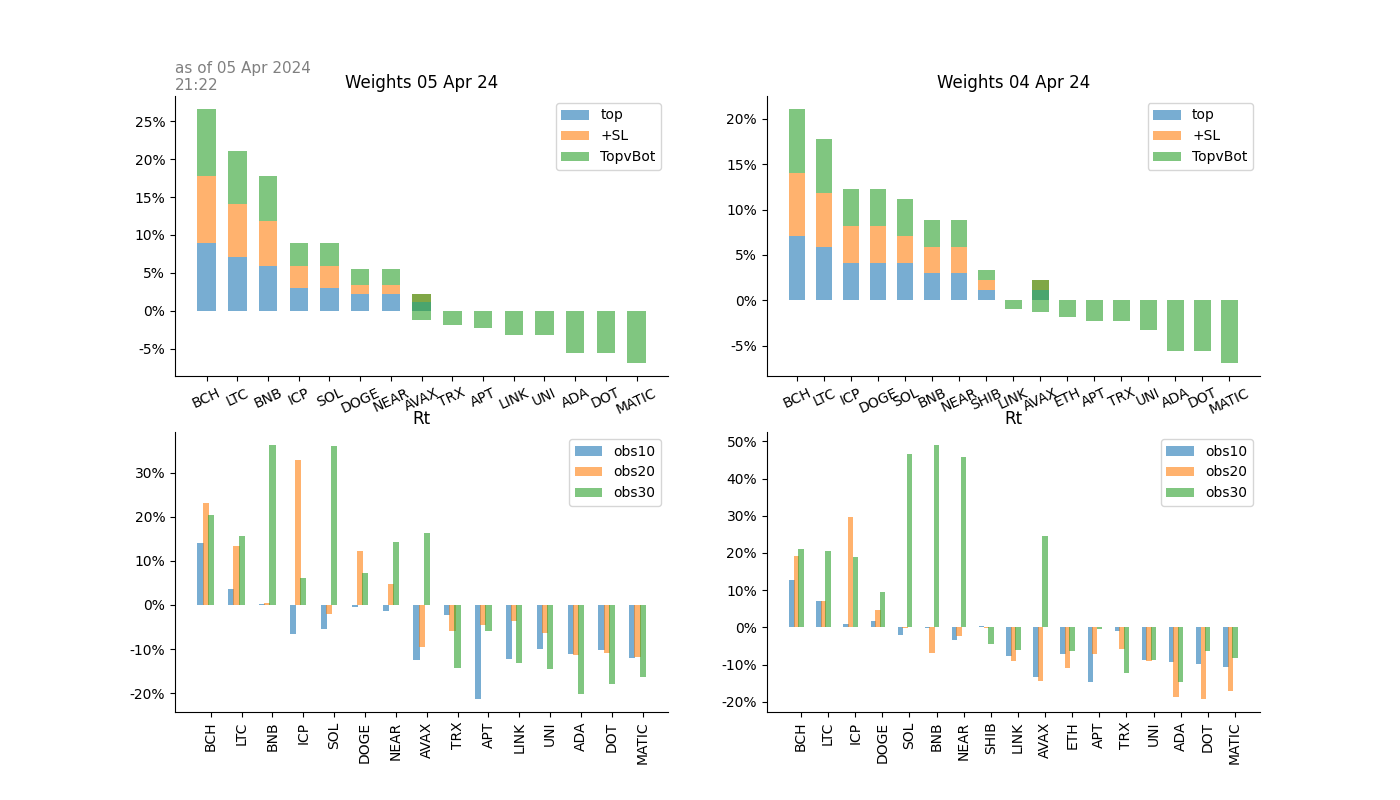 as of 05 Apr 2024
21:22
Weights 05 Apr 24
25%
20%
15%
10%
5%
0%
-5%
top
+SL
TopvBot
BCH LTC BNB ICP SOL DOGE NEAR AVAX TRX APT LINK UNI ADA DOT MATIC
Weights 04 Apr 24
20%
15%
10%
5%
0%
-5%
top
+SL
TopvBot
BCH LTC ICP DOGE SOL BNB NEAR SHIB LINK AVAX ETH APT TRX UNI ADA DOT MATIC
Rt
30%
20%
10%
0%
-10%
-20%
obs10
obs20
obs30
BCH LTC BNB ICP SOL DOGE NEAR AVAX TRX APT LINK UNI ADA DOT MATIC
Rt
50%
40%
30%
20%
10%
0%
-10%
-20%
obs10
obs20
obs30
BCH LTC ICP DOGE SOL BNB NEAR SHIB LINK AVAX ETH APT TRX UNI ADA DOT MATIC